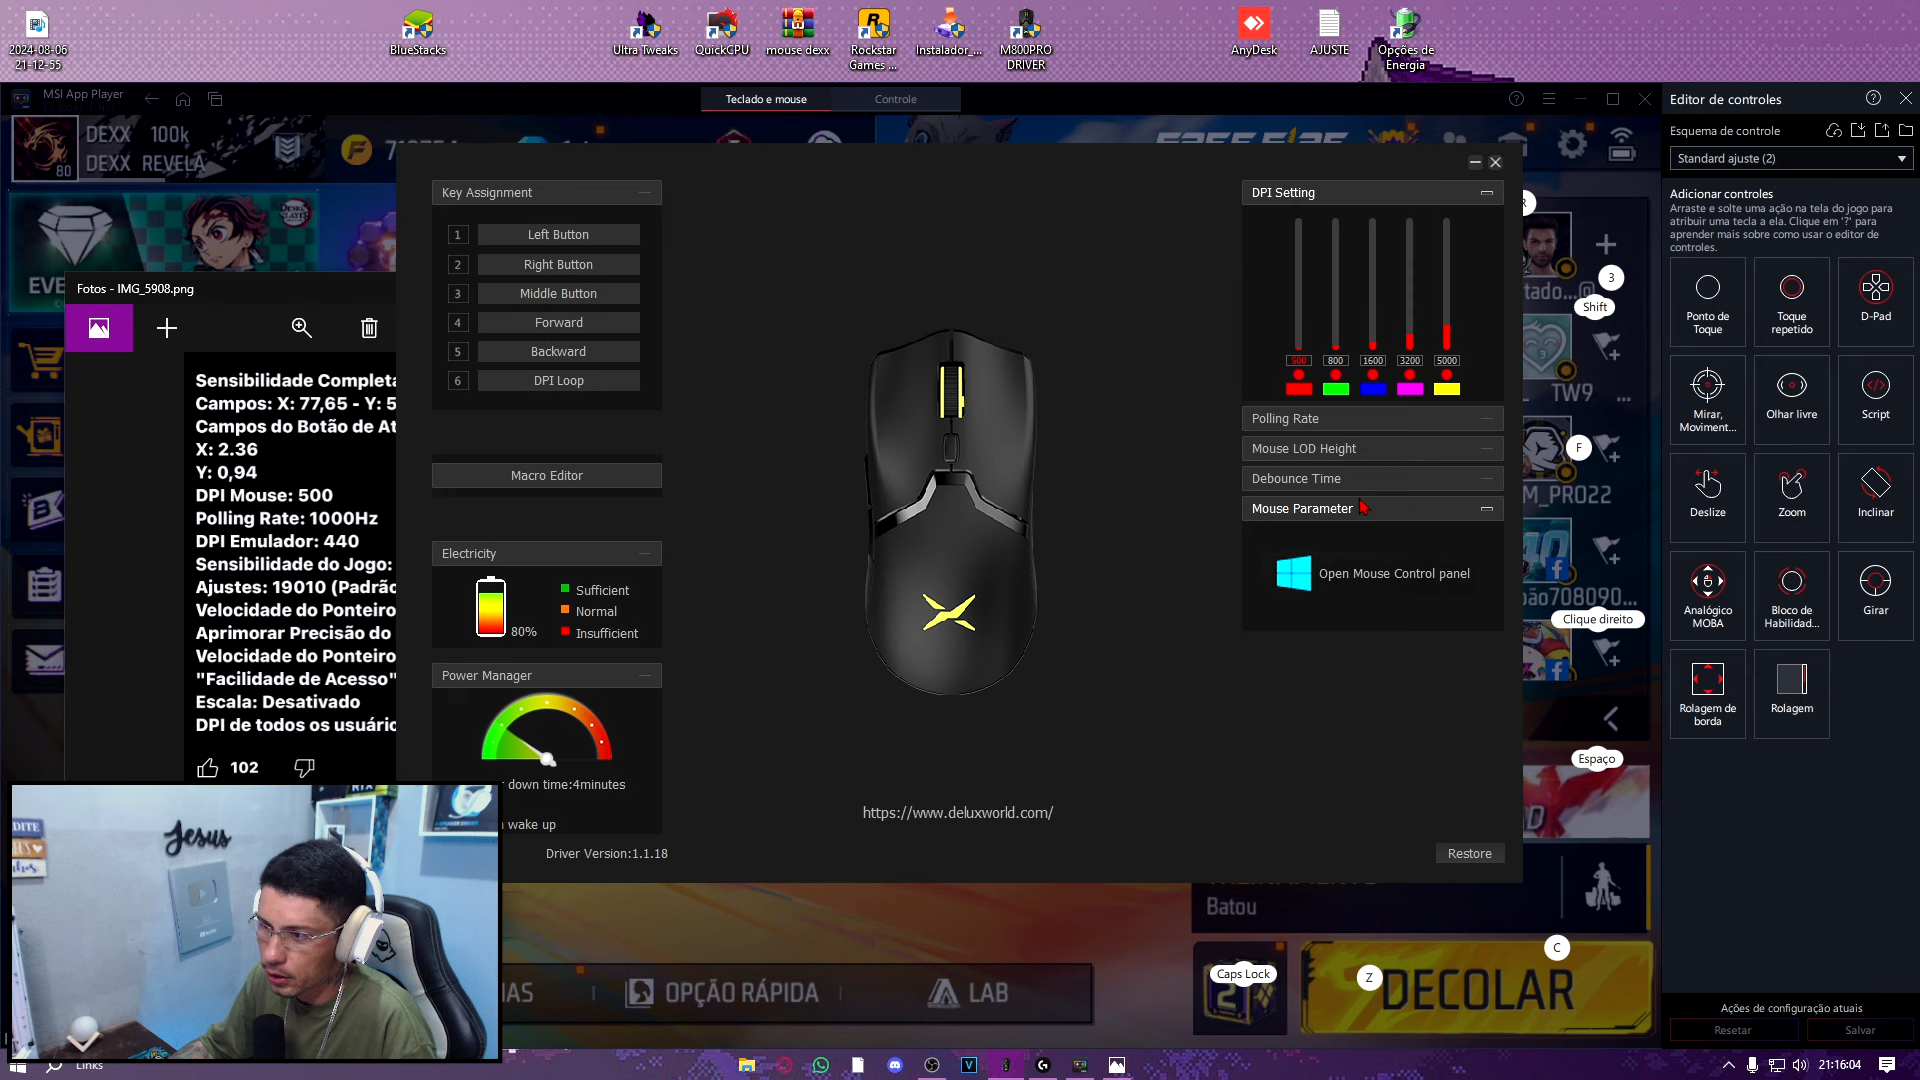 2024-08-06
21-12-55
BlueStacks
Ultra Tweaks
QuickCPU
mouse dexx
Rockstar
Games ...
Instalador_...
M800PRO
DRIVER
AnyDesk
AJUSTE
Opções de
Energia
MSI App Player
Teclado e mouse
Controle
Editor de controles
DEXX 100k
DEXX REVELA
80
FREE FIRE
Esquema de controle
Standard ajuste (2)
Adicionar controles
Arraste e solte uma ação na tela do jogo para
atribuir uma tecla a ela. Clique em '?' para
aprender mais sobre como usar o editor de
controles.
Ponto de
Toque
Toque
repetido
D-Pad
Mirar,
Moviment...
Olhar livre
Script
Deslize
Zoom
Inclinar
Analógico
MOBA
Bloco de
Habilidad...
Girar
Rolagem de
borda
Rolagem
Ações de configuração atuais
Resetar
Salvar
Key Assignment
1 Left Button
2 Right Button
3 Middle Button
4 Forward
5 Backward
6 DPI Loop
Macro Editor
Electricity
80%
Sufficient
Normal
Insufficient
Power Manager
down time:4minutes
wake up
Driver Version:1.1.18
https://www.deluxworld.com/
DPI Setting
500 800 1600 3200 5000
Polling Rate
Mouse LOD Height
Debounce Time
Mouse Parameter
Open Mouse Control panel
Restore
Fotos - IMG_5908.png
Sensibilidade Completa
Campos: X: 77,65 - Y: 5
Campos do Botão de At
X: 2.36
Y: 0,94
DPI Mouse: 500
Polling Rate: 1000Hz
DPI Emulador: 440
Sensibilidade do Jogo:
Ajustes: 19010 (Padrão
Velocidade do Ponteiro
Aprimorar Precisão do
Velocidade do Ponteiro
"Facilidade de Acesso"
Escala: Desativado
DPI de todos os usuário
102
EVE
DEMON
SLAYER
R
3
Shift
tado...@
TW9
F
M_PRO22
ão708090...
Clique direito
Espaço
Batou
C
Caps Lock
Z
DECOLAR
IAS
OPÇÃO RÁPIDA
LAB
Jesus
Links
21:16:04